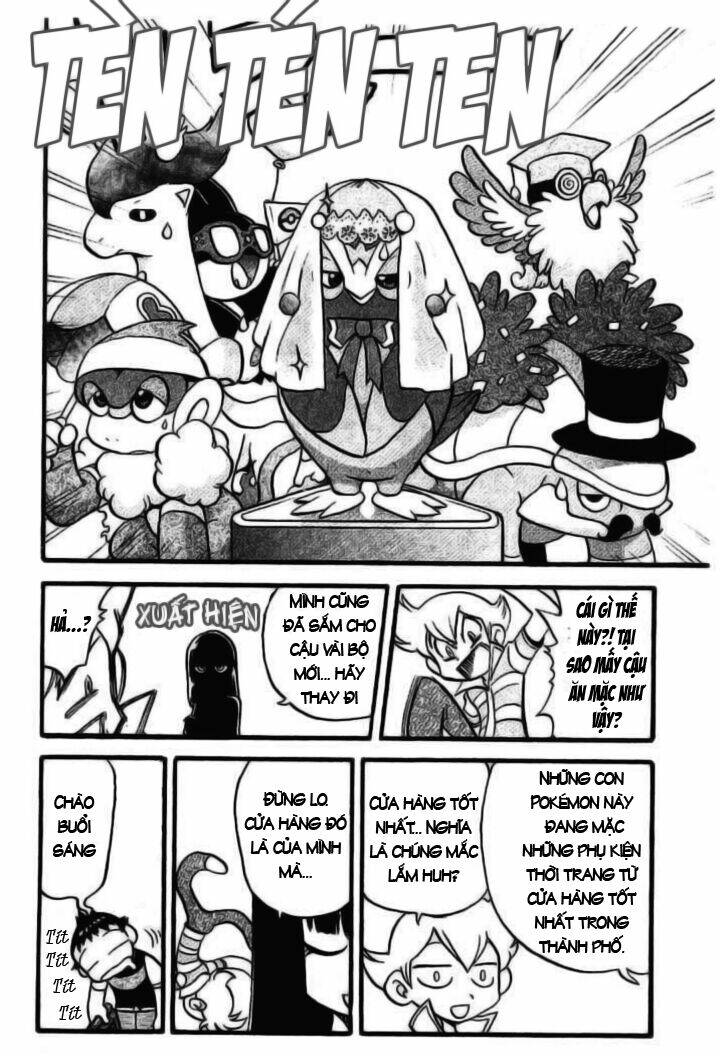 TÈN TÉN TEN
CÁI GÌ THẾ
NÀY?! TẠI
SAO MẤY CẬU
ĂN MẶC NHƯ
VẬY?
MÌNH CŨNG
ĐÃ SẮM CHO
CẬU VÀI BỘ
MỚI... HÃY
THAY ĐI
XUẤT HIỆN
HẢ...?
NHỮNG CON
POKÉMON NÀY
ĐANG MẶC
NHỮNG PHỤ KIỆN
THỜI TRANG TỪ
CỬA HÀNG TỐT
NHẤT TRONG
THÀNH PHỐ.
CỬA HÀNG TỐT
NHẤT... NGHĨA
LÀ CHÚNG MẮC
LẮM HUH?
ĐỪNG LO.
CỬA HÀNG ĐÓ
LÀ CỦA MÌNH
MÀ...
CHÀO
BUỔI
SÁNG
Tít
Tít
Tít
Tít